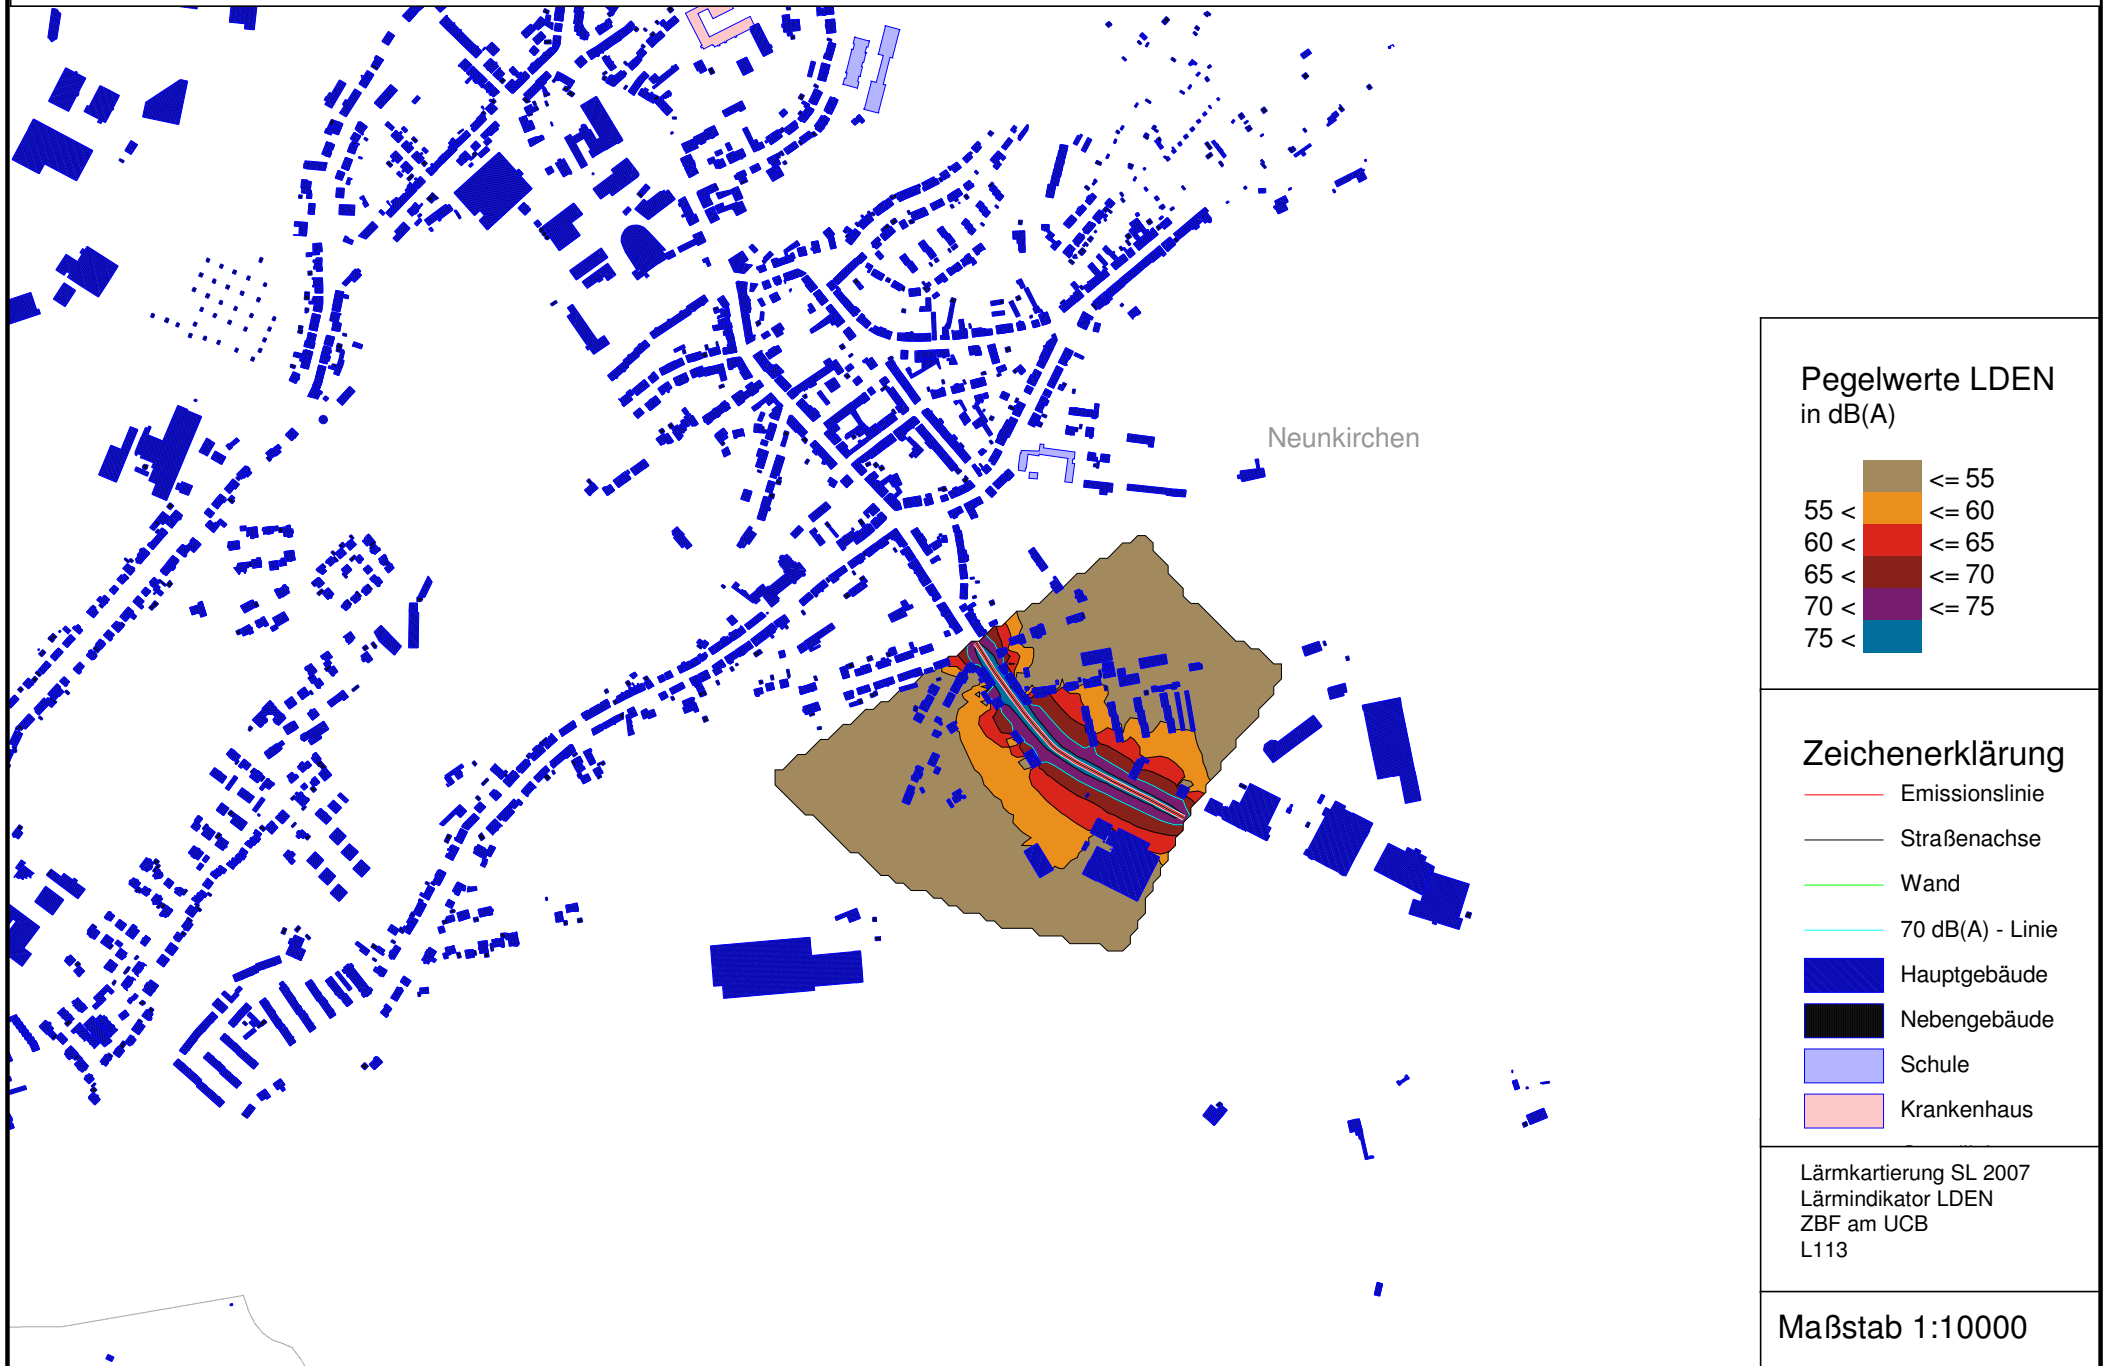 Neunkirchen
Pegelwerte LDEN
in dB(A)
<= 55
55 < <= 60
60 < <= 65
65 < <= 70
70 < <= 75
75 <
Zeichenerklärung
Emissionslinie
Straßenachse
Wand
70 dB(A) - Linie
Hauptgebäude
Nebengebäude
Schule
Krankenhaus
Lärmkartierung SL 2007
Lärmindikator LDEN
ZBF am UCB
L113
Maßstab 1:10000